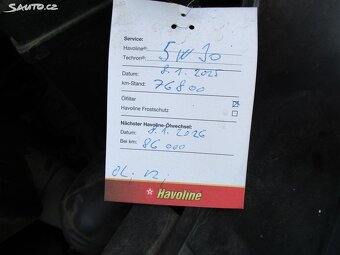 SAUTO.CZ
Service:
Havoline®: 5W30
Techron®:
Datum: 8.1.2025
km-Stand: 76800
Ölfilter
Havoline Frostschutz
Nächster Havoline-Ölwechsel:
Datum: 8.1.2026
Bei km: 86 000
Havoline